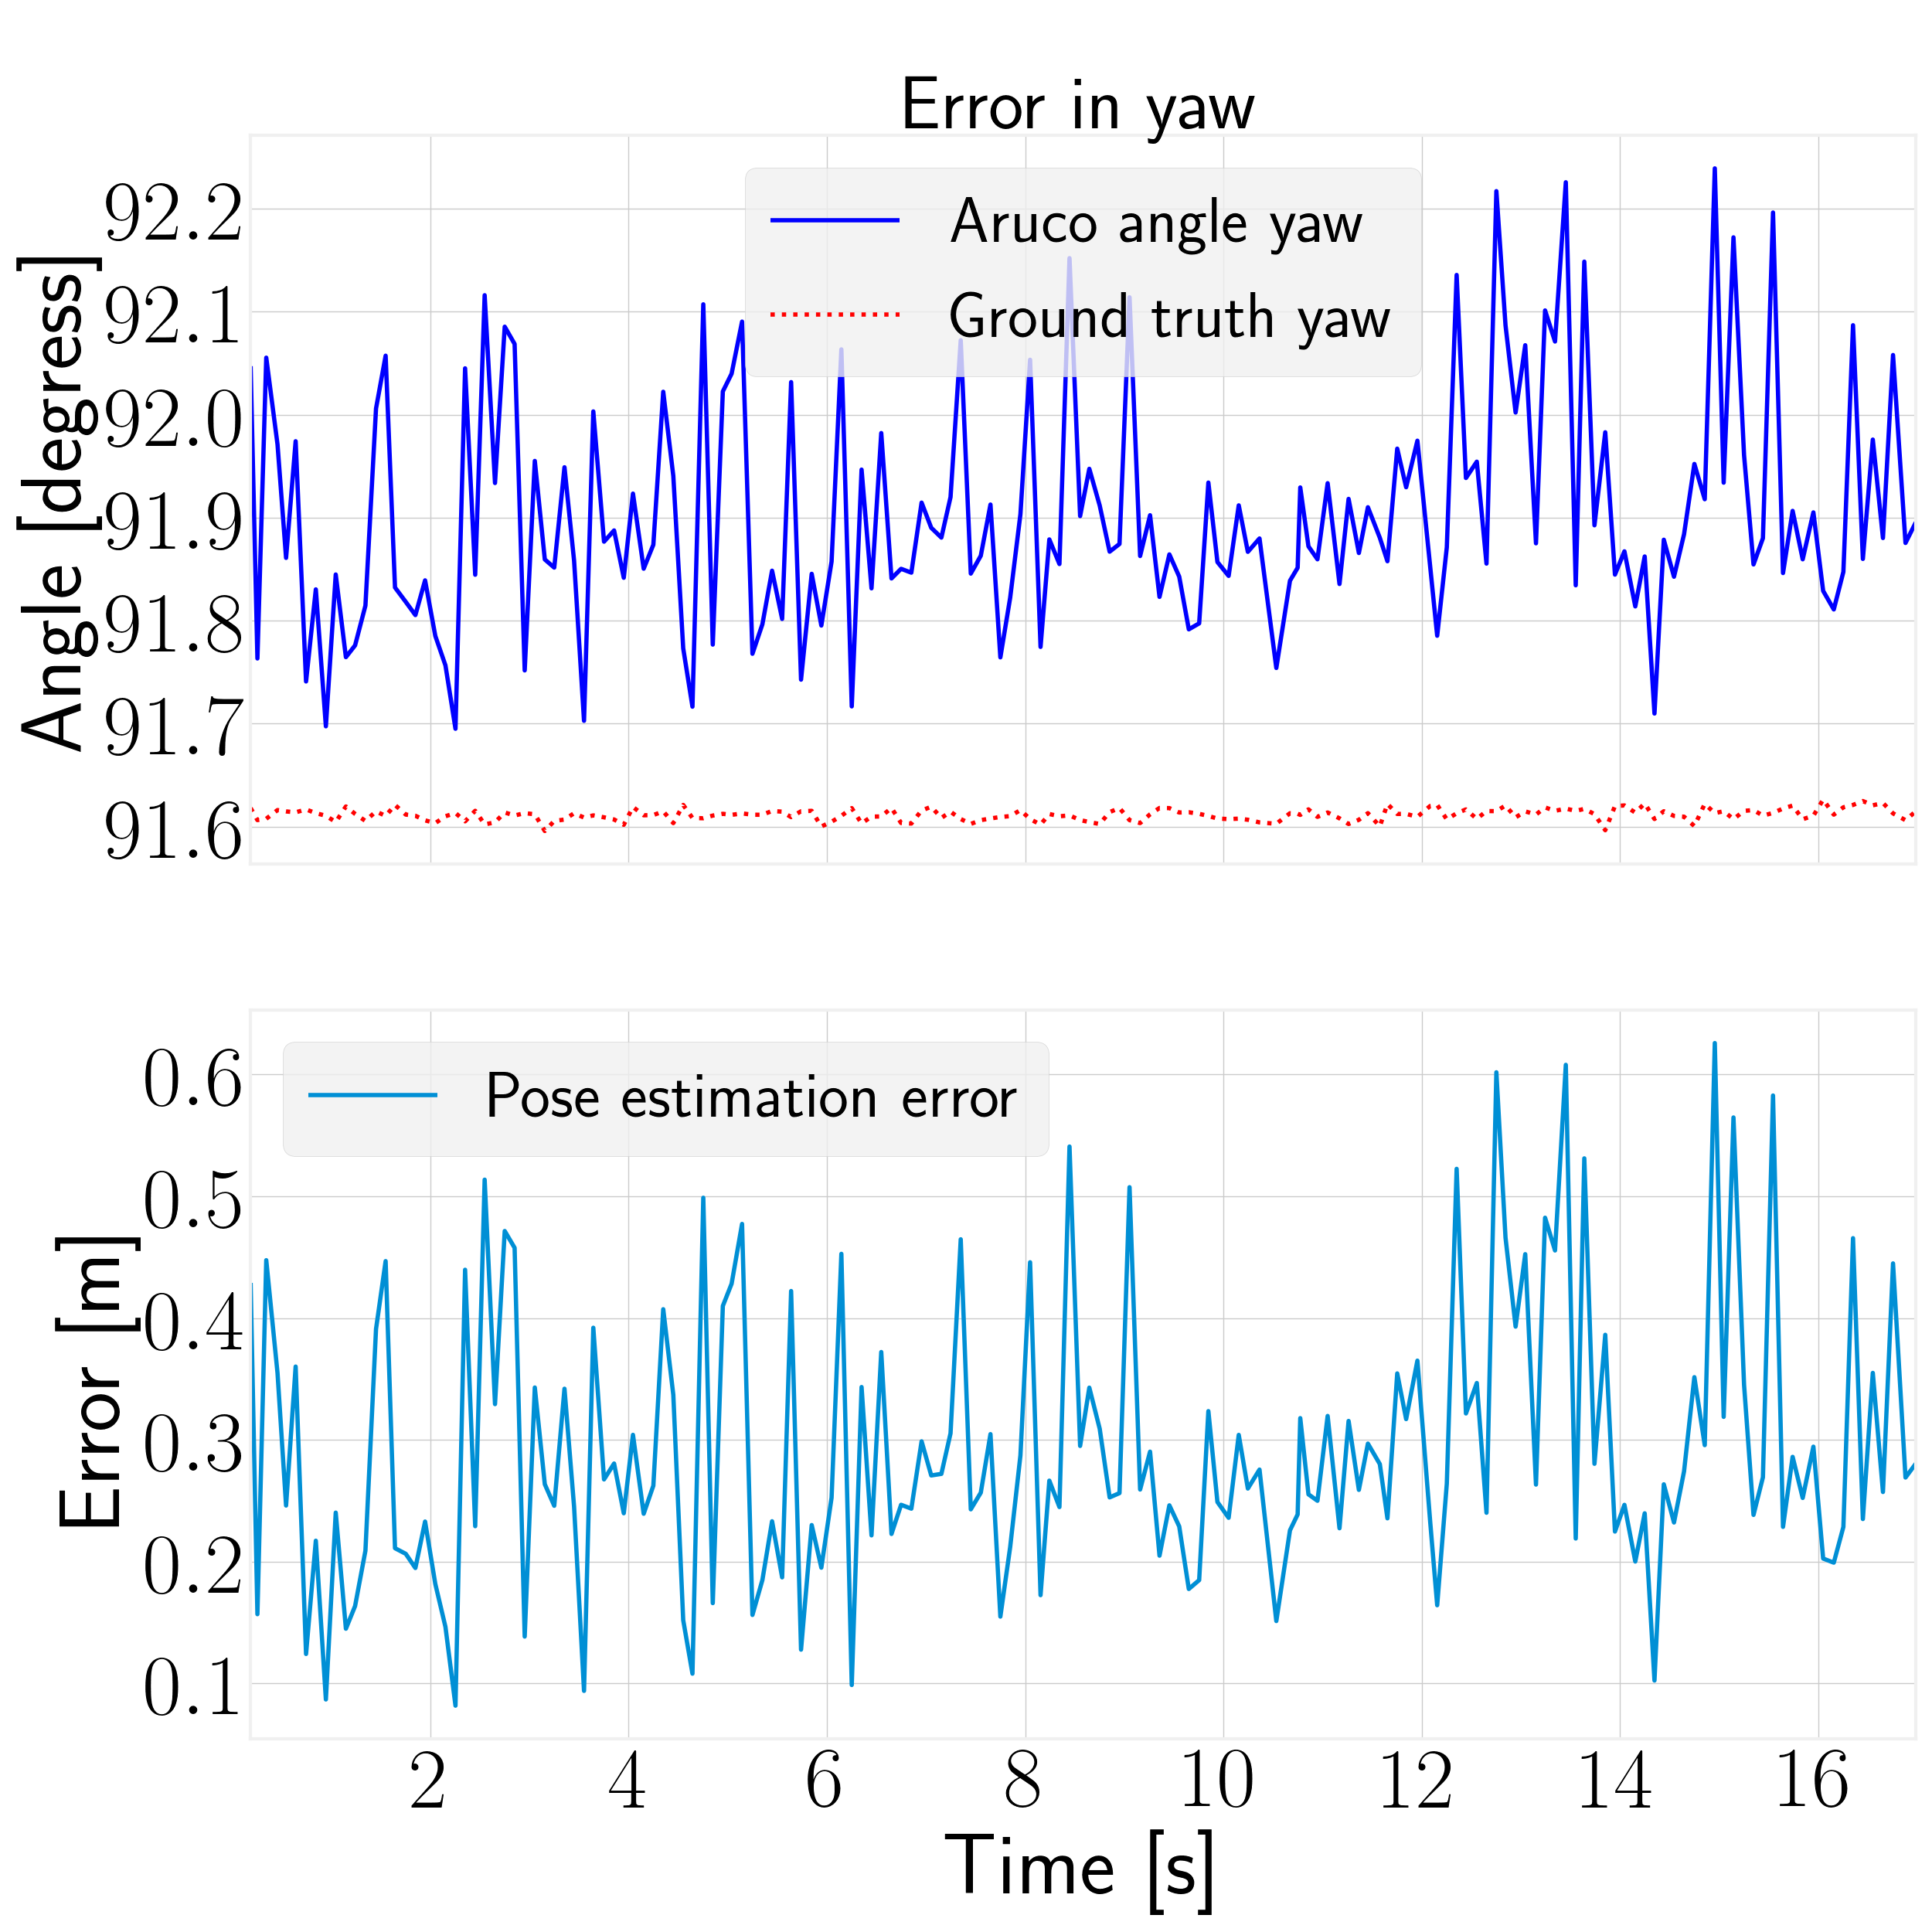 Error in yaw
Angle [degress]
92.2
92.1
92.0
91.9
91.8
91.7
91.6
Aruco angle yaw
Ground truth yaw
Error [m]
0.6
0.5
0.4
0.3
0.2
0.1
Pose estimation error
2 4 6 8 10 12 14 16
Time [s]